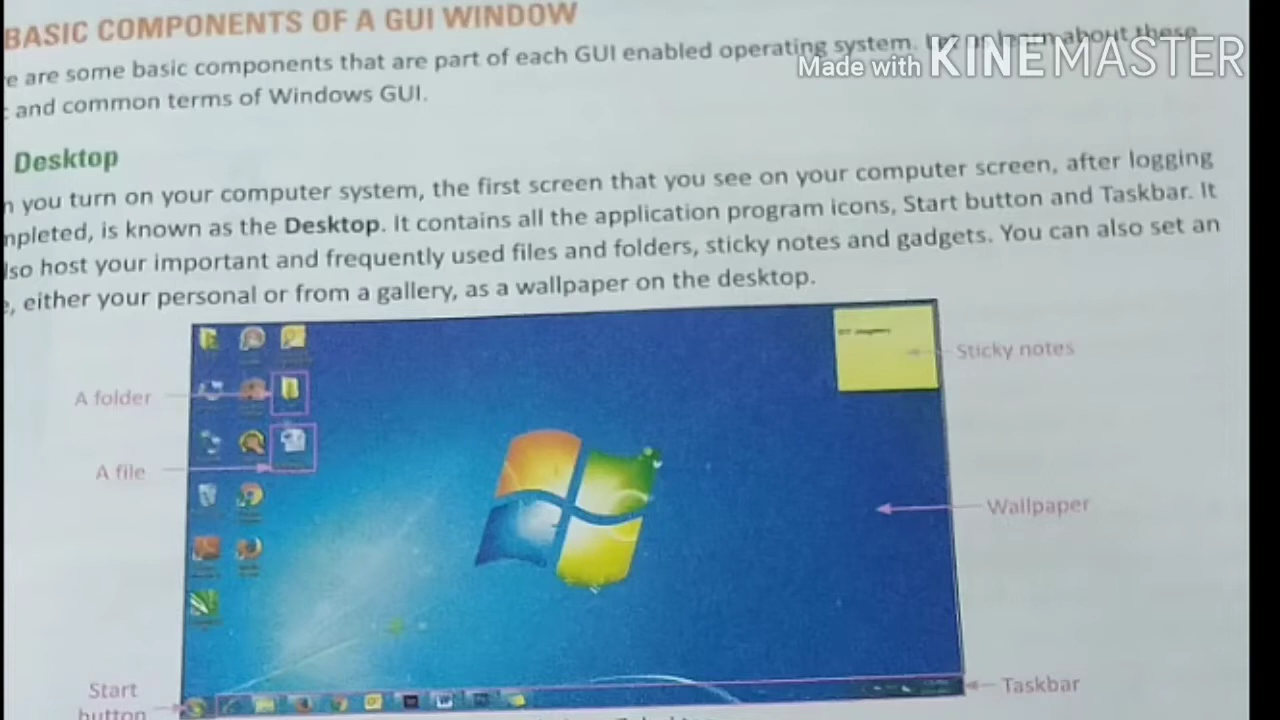 BASIC COMPONENTS OF A GUI WINDOW
e are some basic components that are part of each GUI enabled operating system. about these
Made with KINEMASTER
and common terms of Windows GUI.
Desktop
n you turn on your computer system, the first screen that you see on your computer screen, after logging
mpleted, is known as the Desktop. It contains all the application program icons, Start button and Taskbar. It
lso host your important and frequently used files and folders, sticky notes and gadgets. You can also set an
e, either your personal or from a gallery, as a wallpaper on the desktop.
Sticky notes
A folder
A file
Wallpaper
Start
button
Taskbar